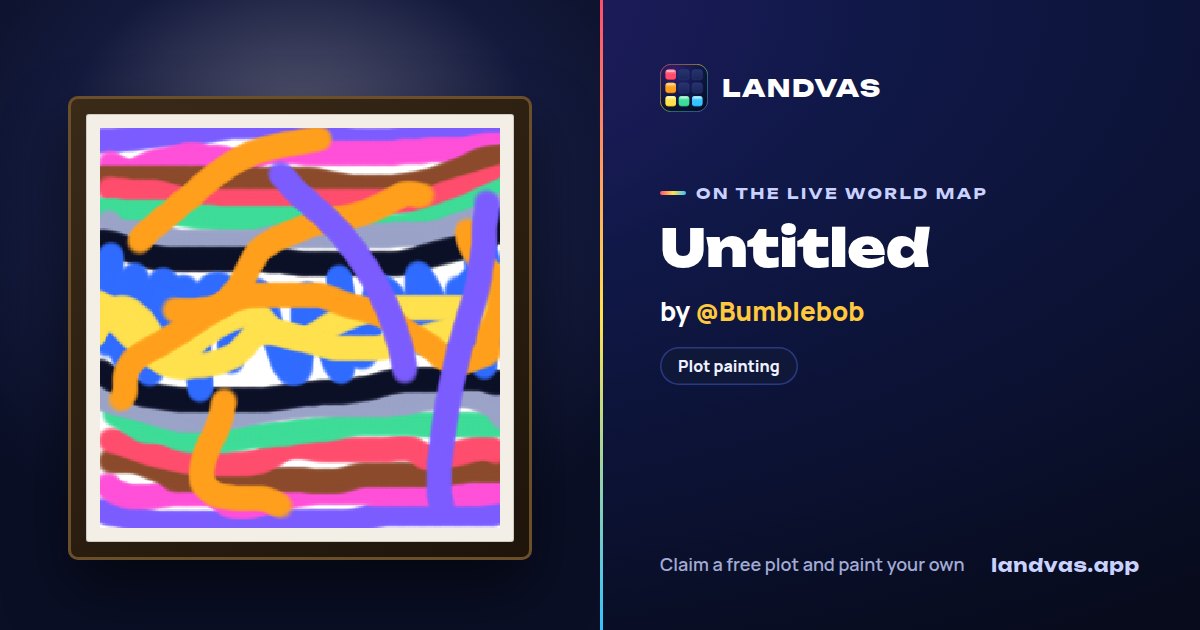 LANDVAS
ON THE LIVE WORLD MAP
Untitled
by @Bumblebob
Plot painting
Claim a free plot and paint your own landvas.app